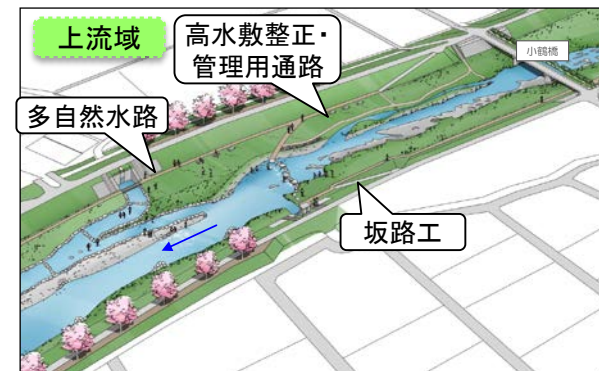 上流域
高水敷整正・
管理用通路
小鶴橋
多自然水路
坂路工